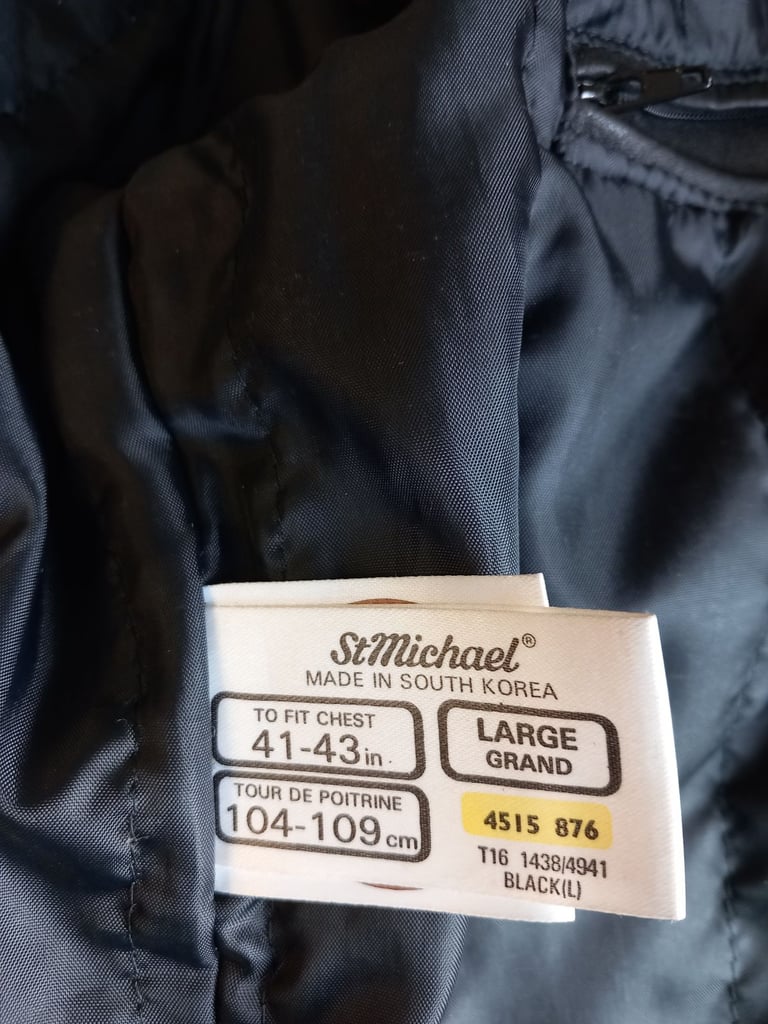 StMichael®
MADE IN SOUTH KOREA
TO FIT CHEST
41-43in.
LARGE
GRAND
TOUR DE POITRINE
104-109cm
4515 876
T16 1438/4941
BLACK(L)